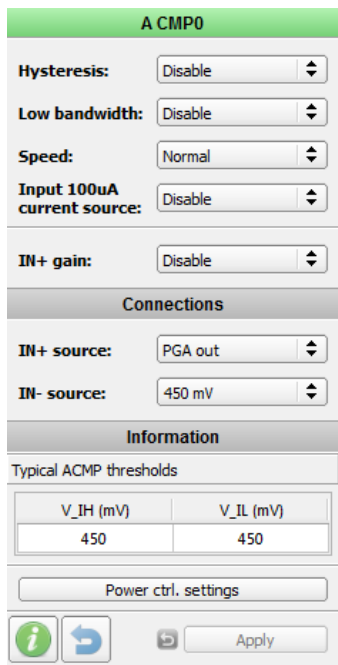 A CMP0
Hysteresis: Disable
Low bandwidth: Disable
Speed: Normal
Input 100uA
current source: Disable
IN+ gain: Disable
Connections
IN+ source: PGA out
IN- source: 450 mV
Information
Typical ACMP thresholds
V_IH (mV) V_IL (mV)
450 450
Power ctrl. settings
i Apply